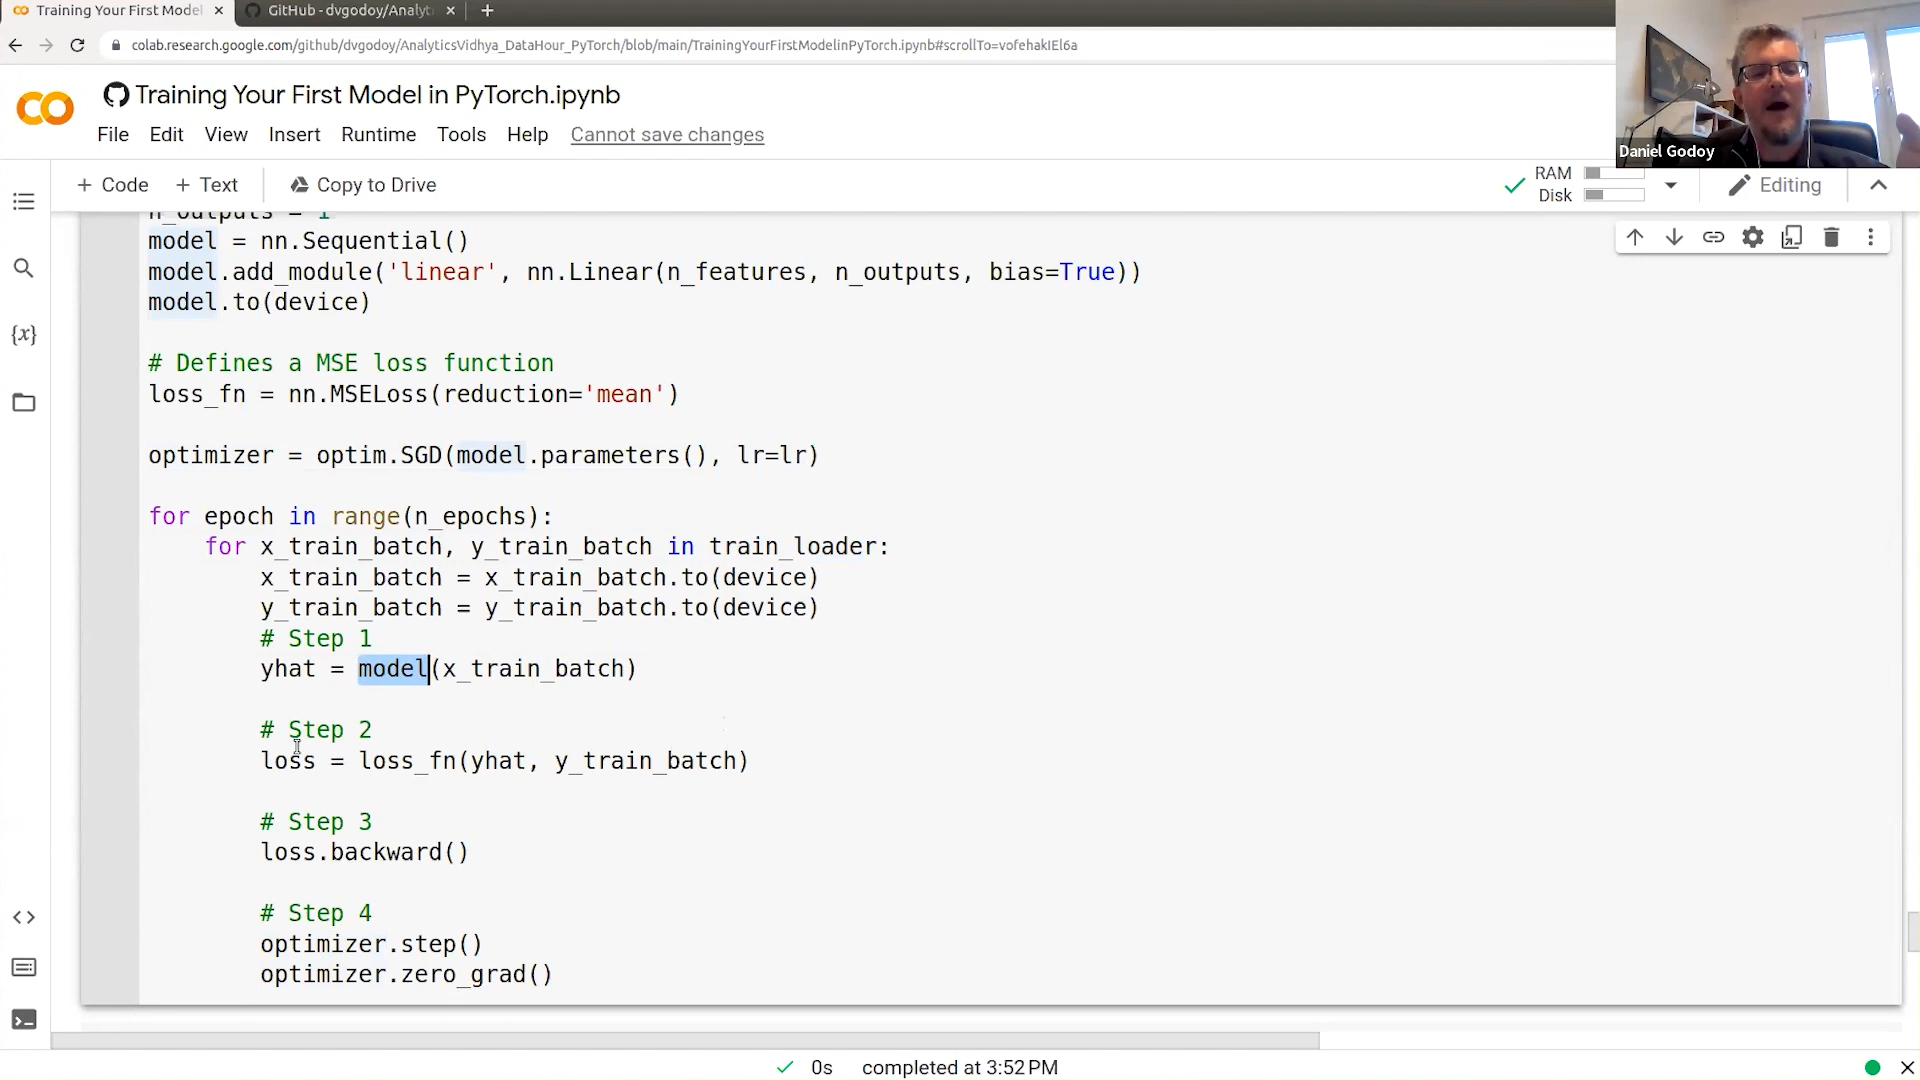 Training Your First Model
GitHub - dvgodoy/Analyt
colab.research.google.com/github/dvgodoy/AnalyticsVidhya_DataHour_PyTorch/blob/main/TrainingYourFirstModelinPyTorch.ipynb#scrollTo=vofehakIEl6a
Training Your First Model in PyTorch.ipynb
File Edit View Insert Runtime Tools Help Cannot save changes
Daniel Godoy
+ Code + Text Copy to Drive
RAM
Disk
Editing
n_outputs = 1
model = nn.Sequential()
model.add_module('linear', nn.Linear(n_features, n_outputs, bias=True))
model.to(device)
# Defines a MSE loss function
loss_fn = nn.MSELoss(reduction='mean')
optimizer = optim.SGD(model.parameters(), lr=lr)
for epoch in range(n_epochs):
for x_train_batch, y_train_batch in train_loader:
x_train_batch = x_train_batch.to(device)
y_train_batch = y_train_batch.to(device)
# Step 1
yhat = model(x_train_batch)
# Step 2
loss = loss_fn(yhat, y_train_batch)
# Step 3
loss.backward()
# Step 4
optimizer.step()
optimizer.zero_grad()
0s completed at 3:52 PM